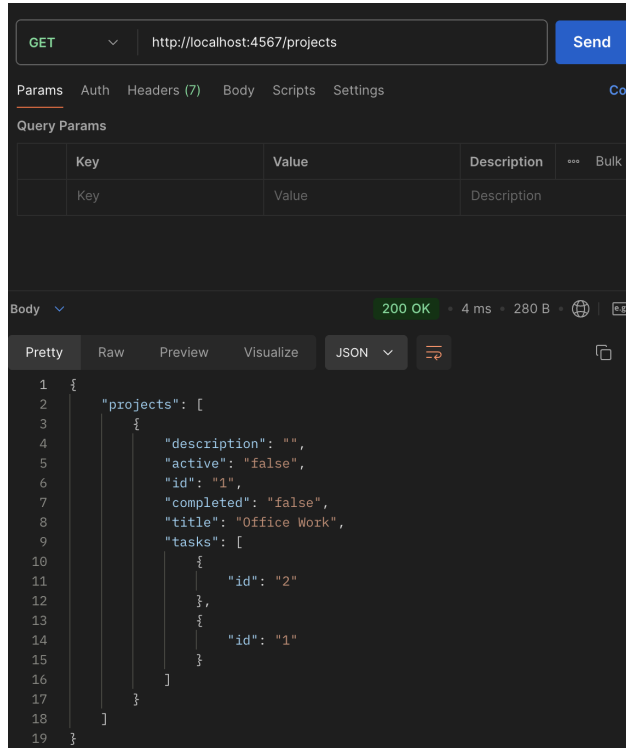 GET http://localhost:4567/projects Send
Params Auth Headers (7) Body Scripts Settings Co
Query Params
Key Value Description Bulk
Key Value Description
Body 200 OK 4 ms 280 B e.g
Pretty Raw Preview Visualize JSON
1 {
2 "projects": [
3 {
4 "description": "",
5 "active": "false",
6 "id": "1",
7 "completed": "false",
8 "title": "Office Work",
9 "tasks": [
10 {
11 "id": "2"
12 },
13 {
14 "id": "1"
15 }
16 ]
17 }
18 ]
19 }